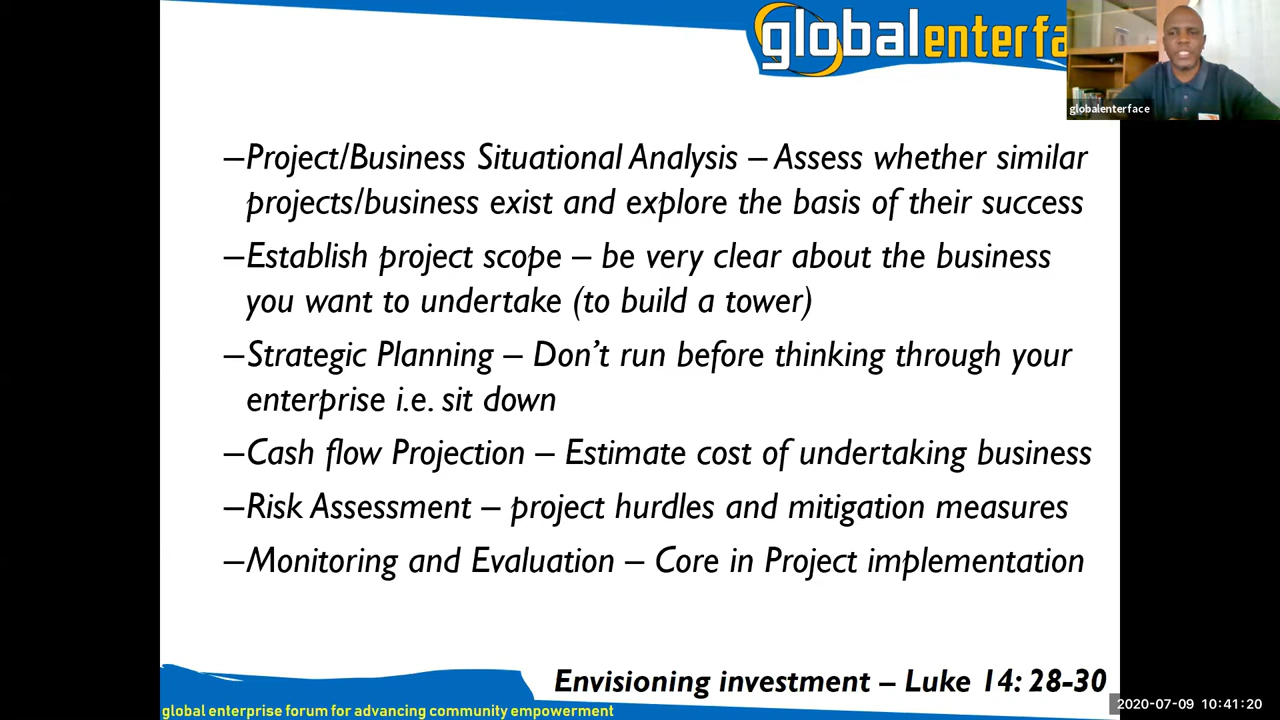 globalenterfa
globalenterface
–Project/Business Situational Analysis – Assess whether similar
projects/business exist and explore the basis of their success
–Establish project scope – be very clear about the business
you want to undertake (to build a tower)
–Strategic Planning – Don’t run before thinking through your
enterprise i.e. sit down
–Cash flow Projection – Estimate cost of undertaking business
–Risk Assessment – project hurdles and mitigation measures
–Monitoring and Evaluation – Core in Project implementation
Envisioning investment – Luke 14: 28-30
2020-07-09 10:41:20
global enterprise forum for advancing community empowerment